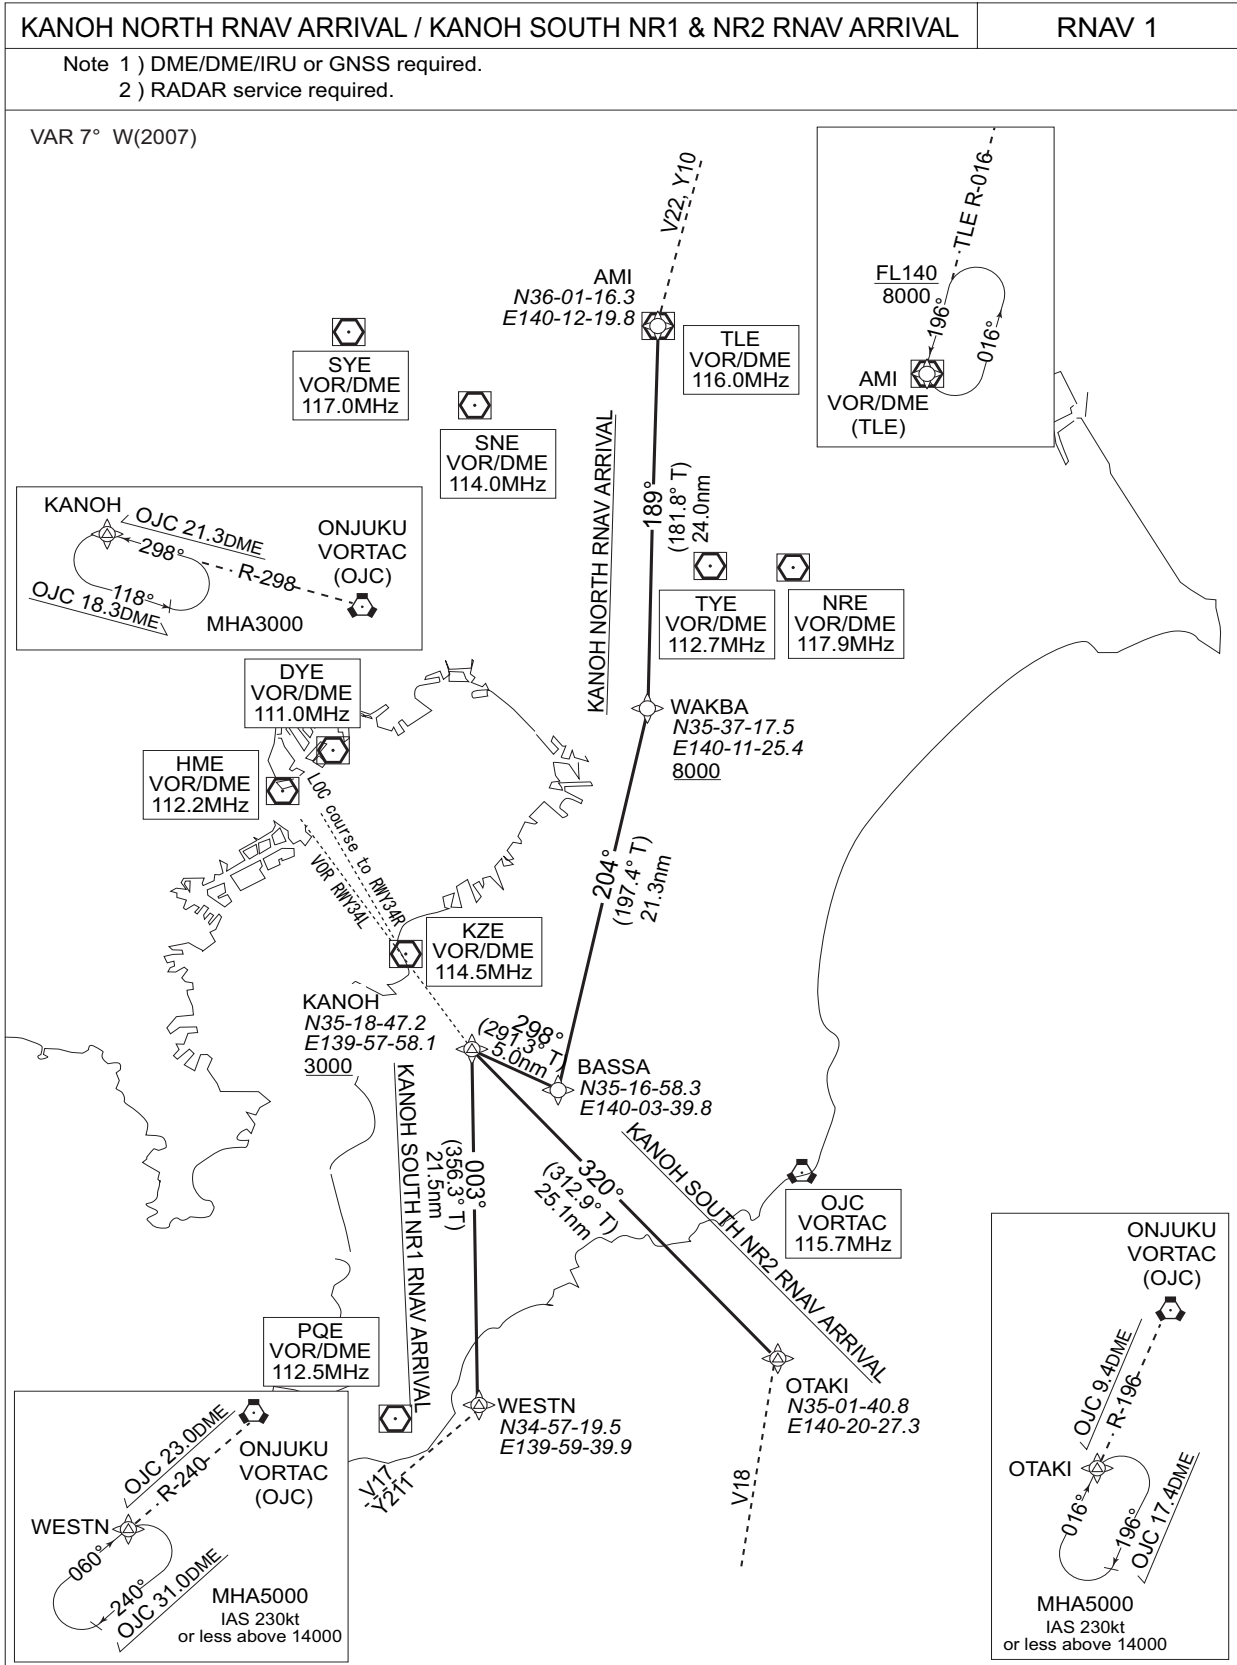 KANOH NORTH RNAV ARRIVAL / KANOH SOUTH NR1 & NR2 RNAV ARRIVAL
RNAV 1
Note 1 ) DME/DME/IRU or GNSS required.
2 ) RADAR service required.
VAR 7° W(2007)
V22, Y10
AMI
N36-01-16.3
E140-12-19.8
TLE
VOR/DME
116.0MHz
TLE R-016
FL140
8000
196°
016°
AMI
VOR/DME
(TLE)
SYE
VOR/DME
117.0MHz
SNE
VOR/DME
114.0MHz
KANOH NORTH RNAV ARRIVAL
189°
(181.8° T)
24.0nm
KANOH
OJC 21.3DME
298°
R-298
118°
OJC 18.3DME
MHA3000
ONJUKU
VORTAC
(OJC)
TYE
VOR/DME
112.7MHz
NRE
VOR/DME
117.9MHz
DYE
VOR/DME
111.0MHz
HME
VOR/DME
112.2MHz
WAKBA
N35-37-17.5
E140-11-25.4
8000
LOC course to RWY34R
VOR RWY34L
204°
(197.4° T)
21.3nm
KZE
VOR/DME
114.5MHz
KANOH
N35-18-47.2
E139-57-58.1
3000
298°
(291.3° T)
5.0nm
BASSA
N35-16-58.3
E140-03-39.8
KANOH SOUTH NR1 RNAV ARRIVAL
003°
(356.3° T)
21.5nm
320°
(312.9° T)
25.1nm
KANOH SOUTH NR2 RNAV ARRIVAL
OJC
VORTAC
115.7MHz
PQE
VOR/DME
112.5MHz
WESTN
N34-57-19.5
E139-59-39.9
V17
Y211
OTAKI
N35-01-40.8
E140-20-27.3
V18
OJC 23.0DME
R-240
ONJUKU
VORTAC
(OJC)
WESTN
060°
240°
OJC 31.0DME
MHA5000
IAS 230kt
or less above 14000
ONJUKU
VORTAC
(OJC)
OJC 9.4DME
R-196
OTAKI
016°
196°
OJC 17.4DME
MHA5000
IAS 230kt
or less above 14000